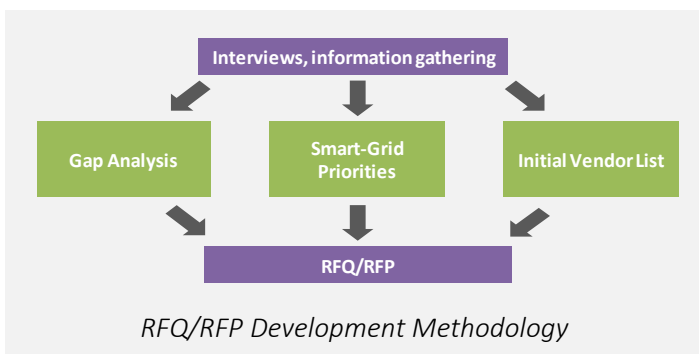 Interviews, information gathering
Gap Analysis
Smart-Grid
Priorities
Initial Vendor List
RFQ/RFP
RFQ/RFP Development Methodology